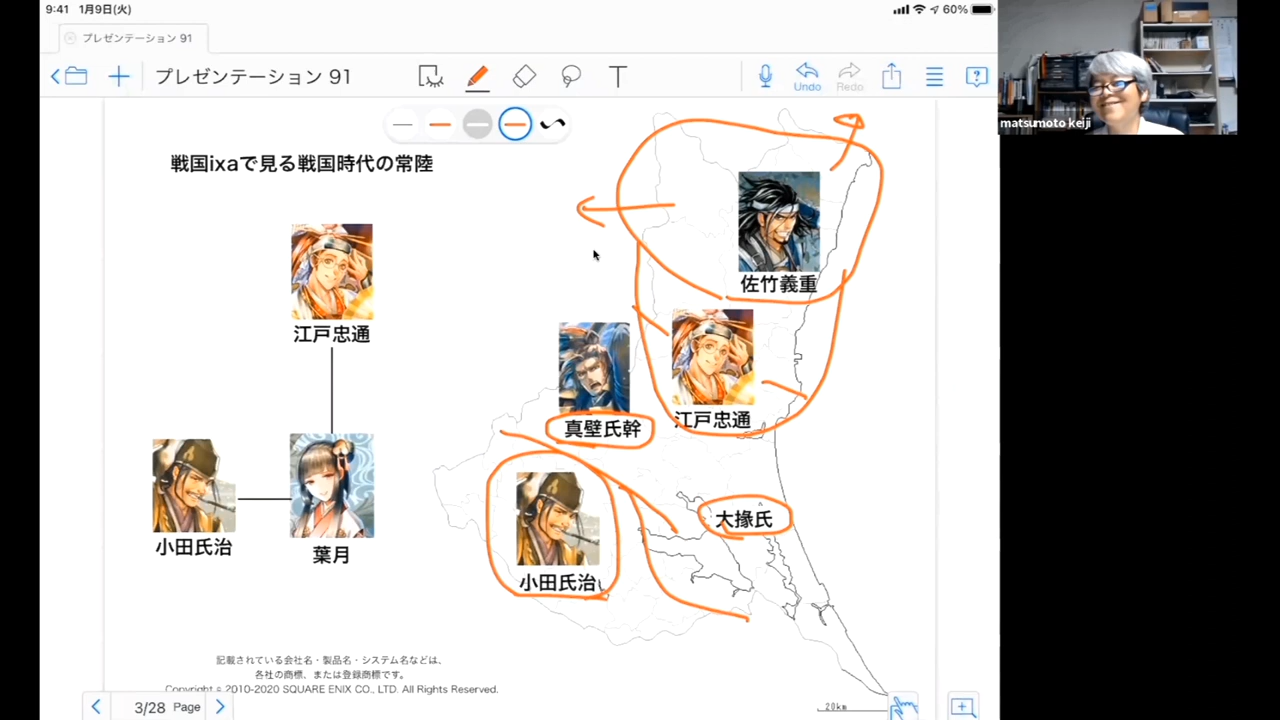 9:41 1月9日(火)
60%
プレゼンテーション 91
プレゼンテーション 91
Undo
Redo
matsumoto keiji
戦国ixaで見る戦国時代の常陸
佐竹義重
江戸忠通
江戸忠通
真壁氏幹
大掾氏
小田氏治
葉月
小田氏治
記載されている会社名・製品名・システム名などは、
各社の商標、または登録商標です。
Copyright © 2010-2020 SQUARE ENIX CO., LTD. All Rights Reserved.
3/28 Page
20km